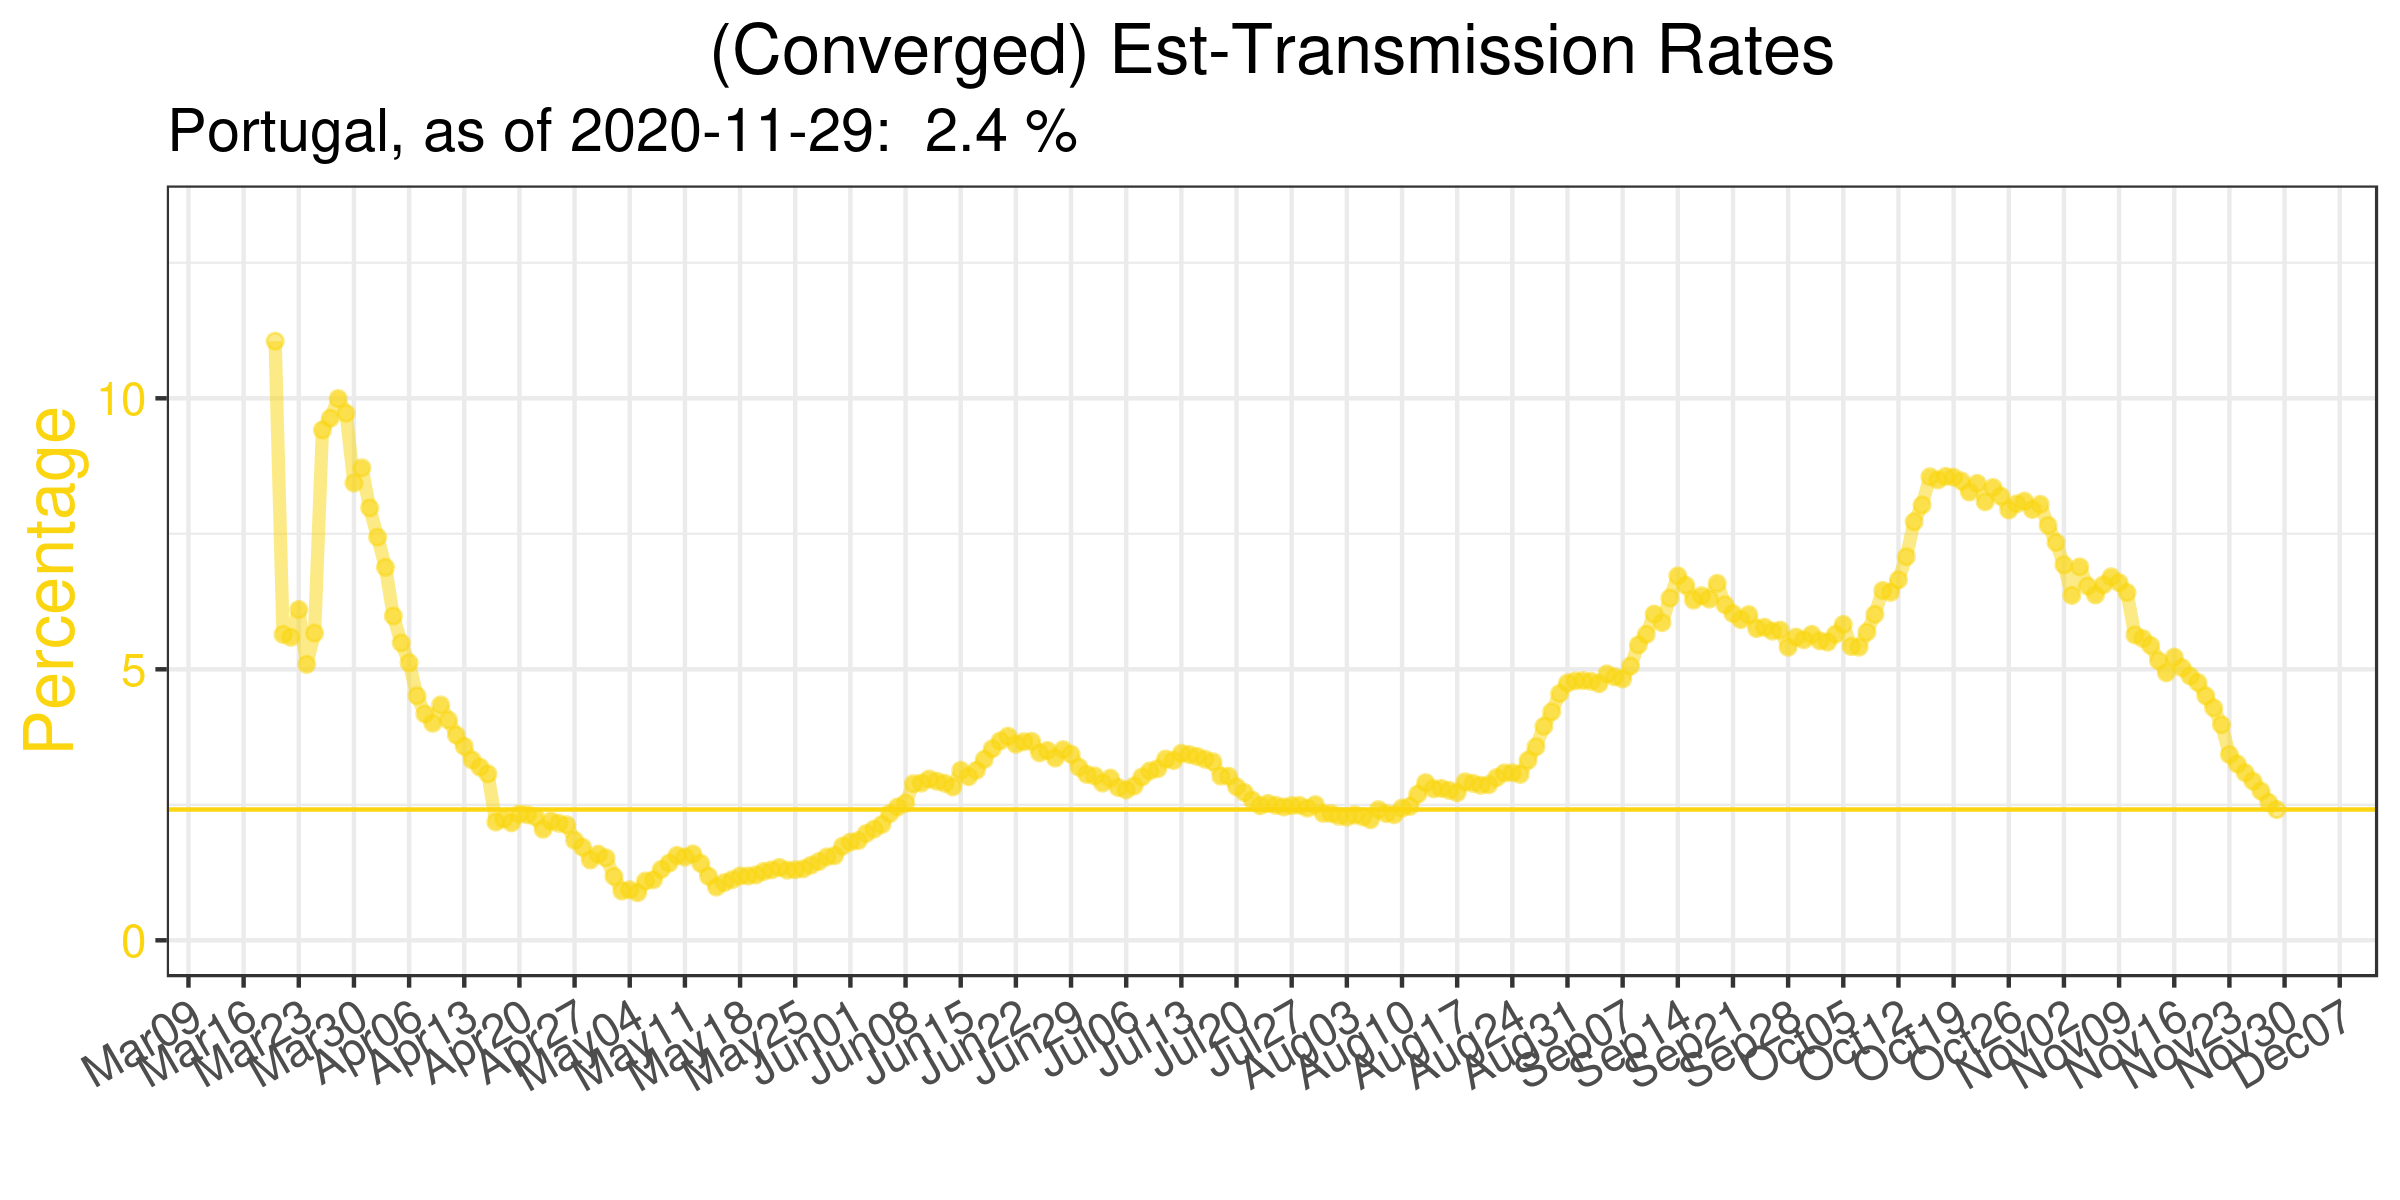 (Converged) Est-Transmission Rates
Portugal, as of 2020-11-29:  2.4 %
Percentage
10
5
0
Mar09
Mar16
Mar23
Mar30
Apr06
Apr13
Apr20
Apr27
May04
May11
May18
May25
Jun01
Jun08
Jun15
Jun22
Jun29
Jul06
Jul13
Jul20
Jul27
Aug03
Aug10
Aug17
Aug24
Aug31
Sep07
Sep14
Sep21
Sep28
Oct05
Oct12
Oct19
Oct26
Nov02
Nov09
Nov16
Nov23
Nov30
Dec07